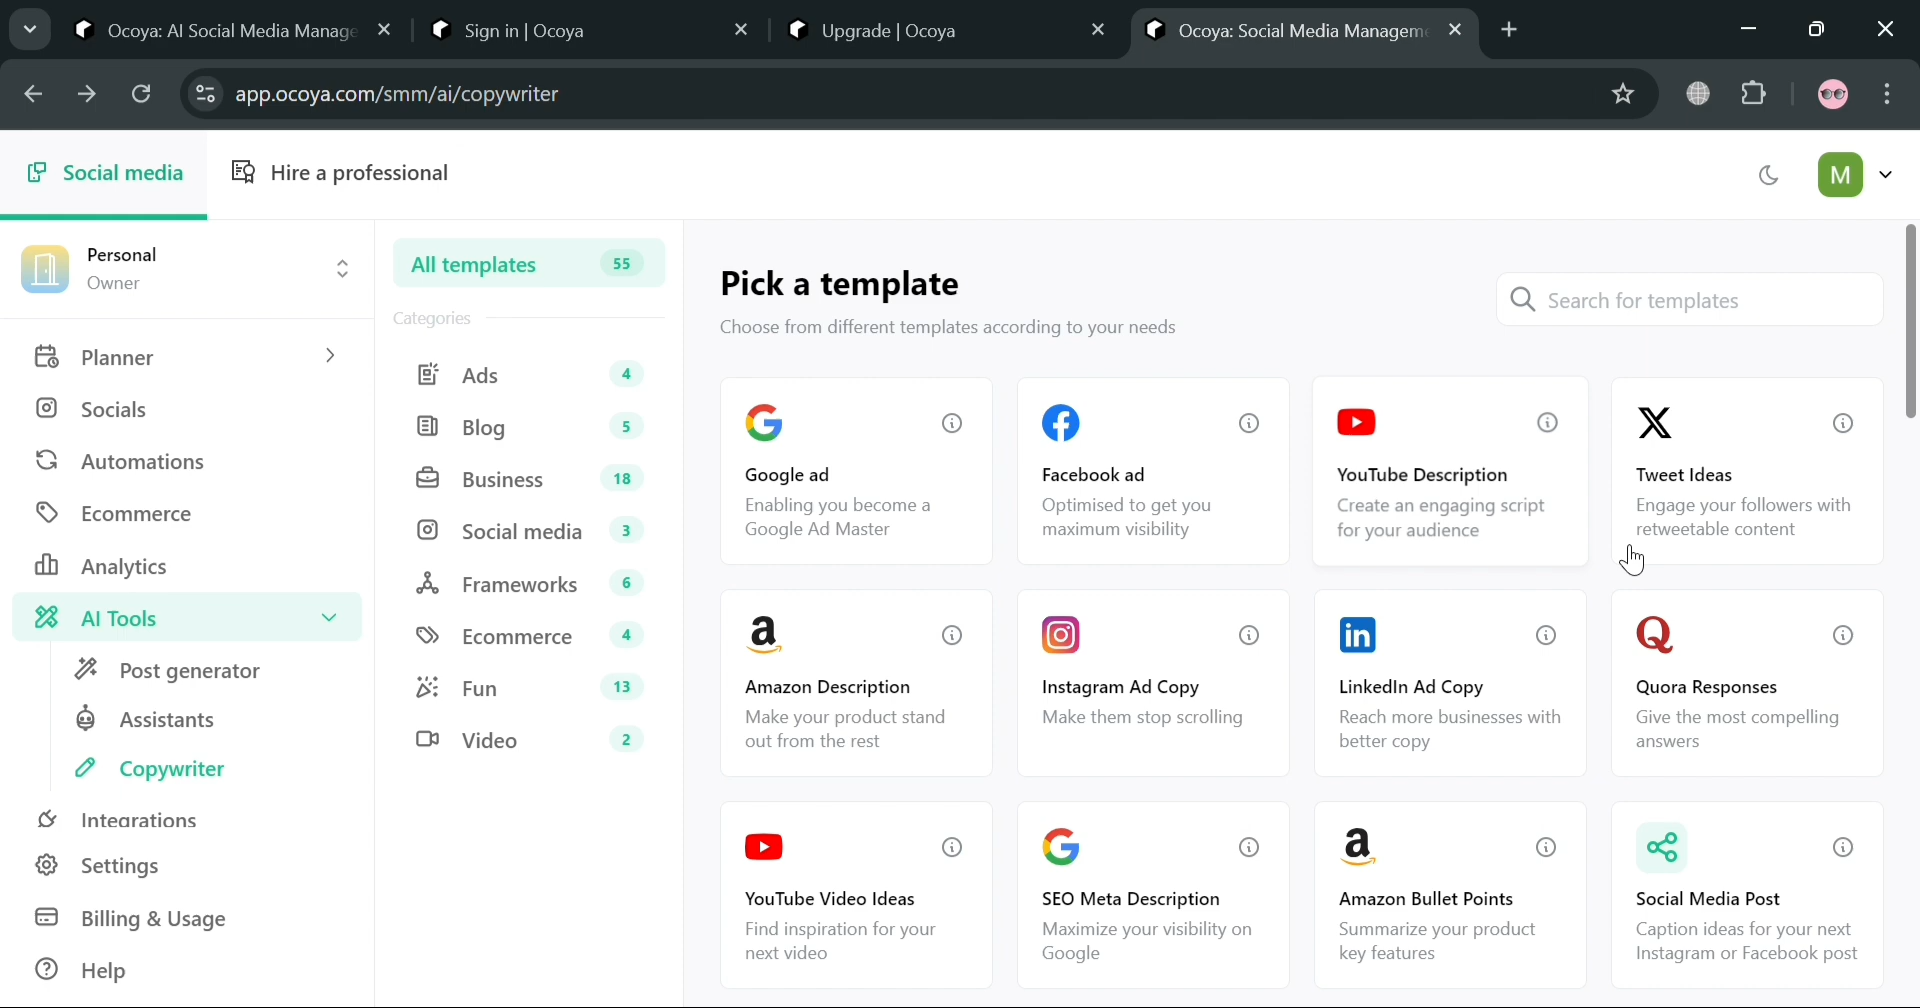 Ocoya: AI Social Media Manage
Sign in | Ocoya
Upgrade | Ocoya
Ocoya: Social Media Managem
app.ocoya.com/smm/ai/copywriter
Social media
Hire a professional
M
Personal
Owner
Planner
Socials
Automations
Ecommerce
Analytics
AI Tools
Post generator
Assistants
Copywriter
Integrations
Settings
Billing & Usage
Help
All templates 55
Categories
Ads 4
Blog 5
Business 18
Social media 3
Frameworks 6
Ecommerce 4
Fun 13
Video 2
Pick a template
Choose from different templates according to your needs
Search for templates
Google ad
Enabling you become a
Google Ad Master
Facebook ad
Optimised to get you
maximum visibility
YouTube Description
Create an engaging script
for your audience
Tweet Ideas
Engage your followers with
retweetable content
Amazon Description
Make your product stand
out from the rest
Instagram Ad Copy
Make them stop scrolling
LinkedIn Ad Copy
Reach more businesses with
better copy
Quora Responses
Give the most compelling
answers
YouTube Video Ideas
Find inspiration for your
next video
SEO Meta Description
Maximize your visibility on
Google
Amazon Bullet Points
Summarize your product
key features
Social Media Post
Caption ideas for your next
Instagram or Facebook post